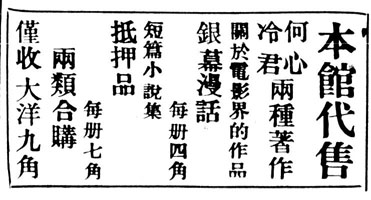 本館代售
何心冷君兩種著作
關於電影界的作品
銀幕漫話
每册四角
短篇小說集
抵押品
每册七角
兩類合購
僅收大洋九角